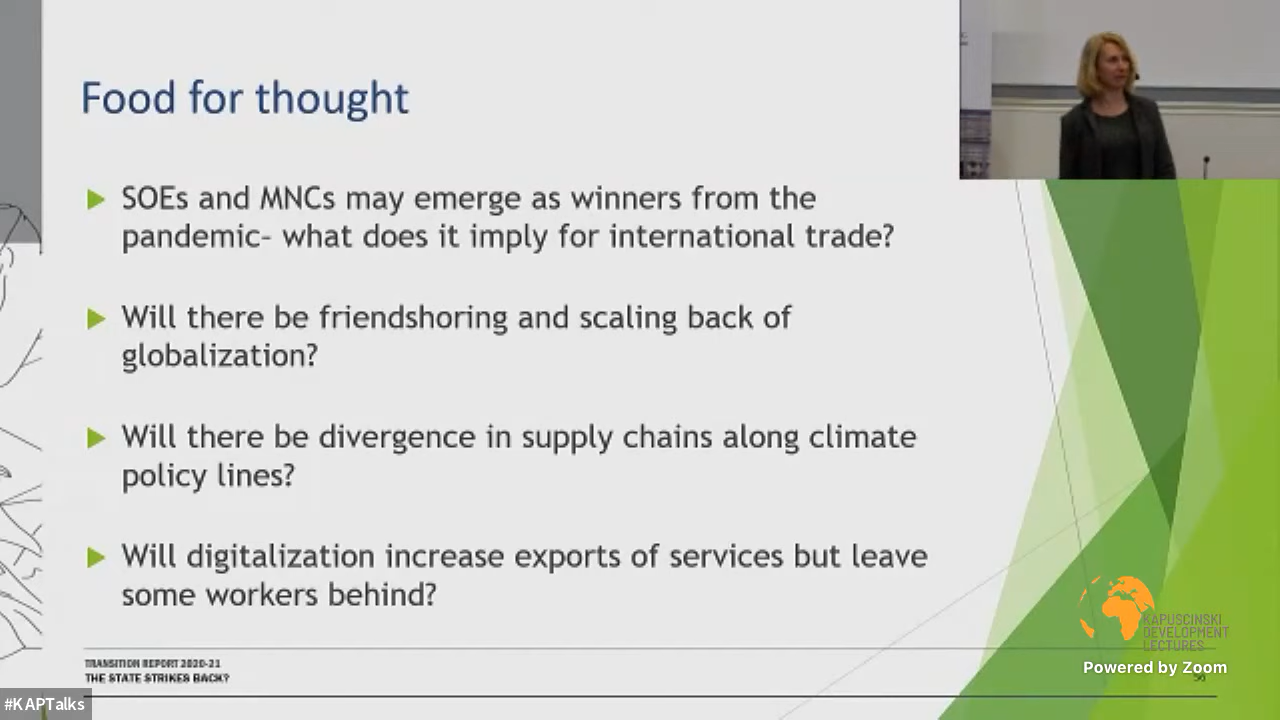 Food for thought
SOEs and MNCs may emerge as winners from the
pandemic– what does it imply for international trade?
Will there be friendshoring and scaling back of
globalization?
Will there be divergence in supply chains along climate
policy lines?
Will digitalization increase exports of services but leave
some workers behind?
TRANSITION REPORT 2020-21
THE STATE STRIKES BACK?
KAPUSCINSKI
DEVELOPMENT
LECTURES
Powered by Zoom
#KAPTalks